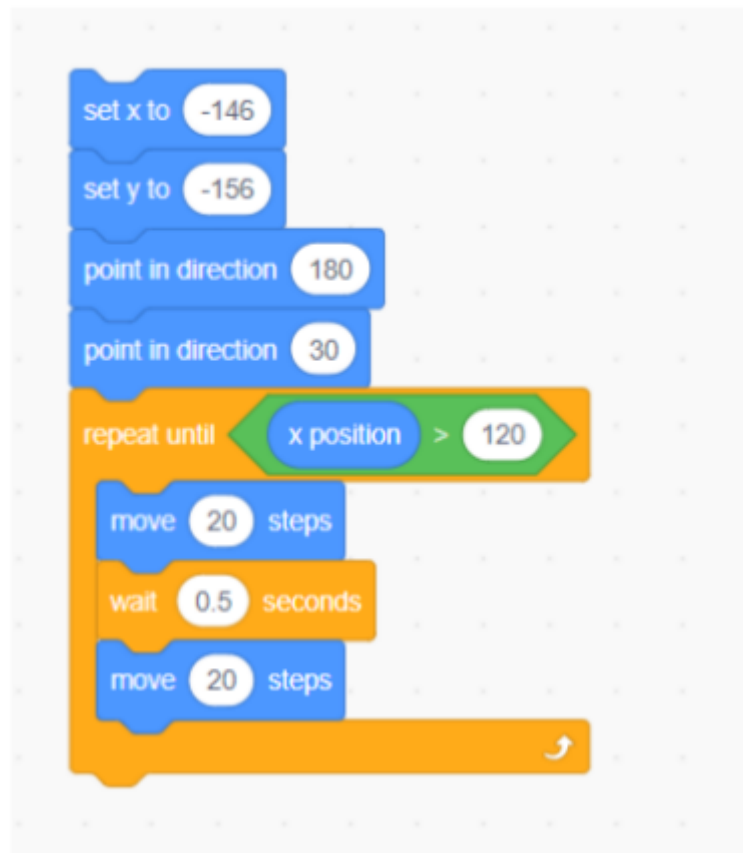 set x to -146
set y to -156
point in direction 180
point in direction 30
repeat until x position > 120
move 20 steps
wait 0.5 seconds
move 20 steps